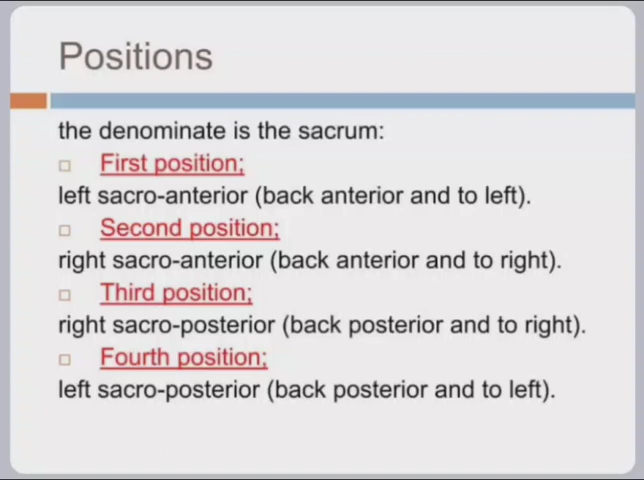 Positions
the denominate is the sacrum:
First position;
left sacro-anterior (back anterior and to left).
Second position;
right sacro-anterior (back anterior and to right).
Third position;
right sacro-posterior (back posterior and to right).
Fourth position;
left sacro-posterior (back posterior and to left).